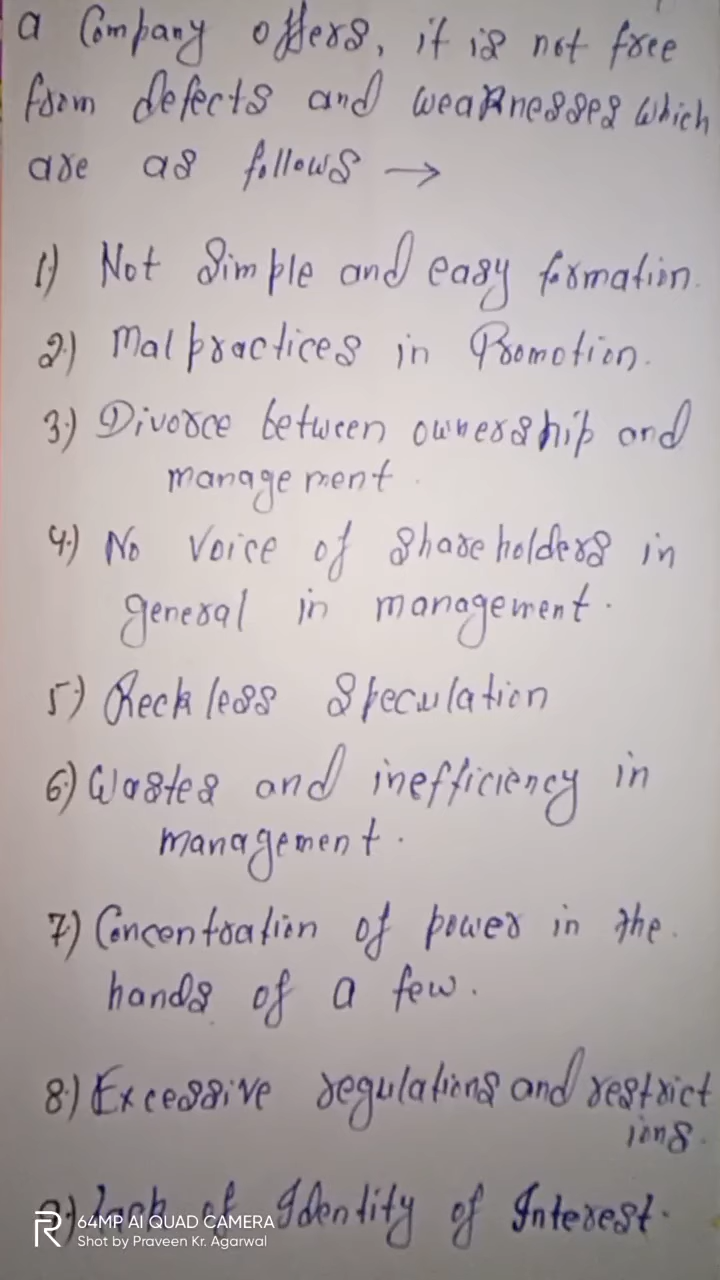 a Company offers, it is not free
from defects and weaknesses which
are as follows →
1) Not Simple and easy formation.
2) Malpractices in Promotion.
3) Divorce between ownership and
management.
4) No Voice of Shareholders in
general in management.
5) Reckless Speculation
6) Wastes and inefficiency in
management.
7) Concentration of power in the
hands of a few.
8) Excessive regulations and restrict
ions.
9) Lack of Identity of Interest.
64MP AI QUAD CAMERA
Shot by Praveen Kr. Agarwal